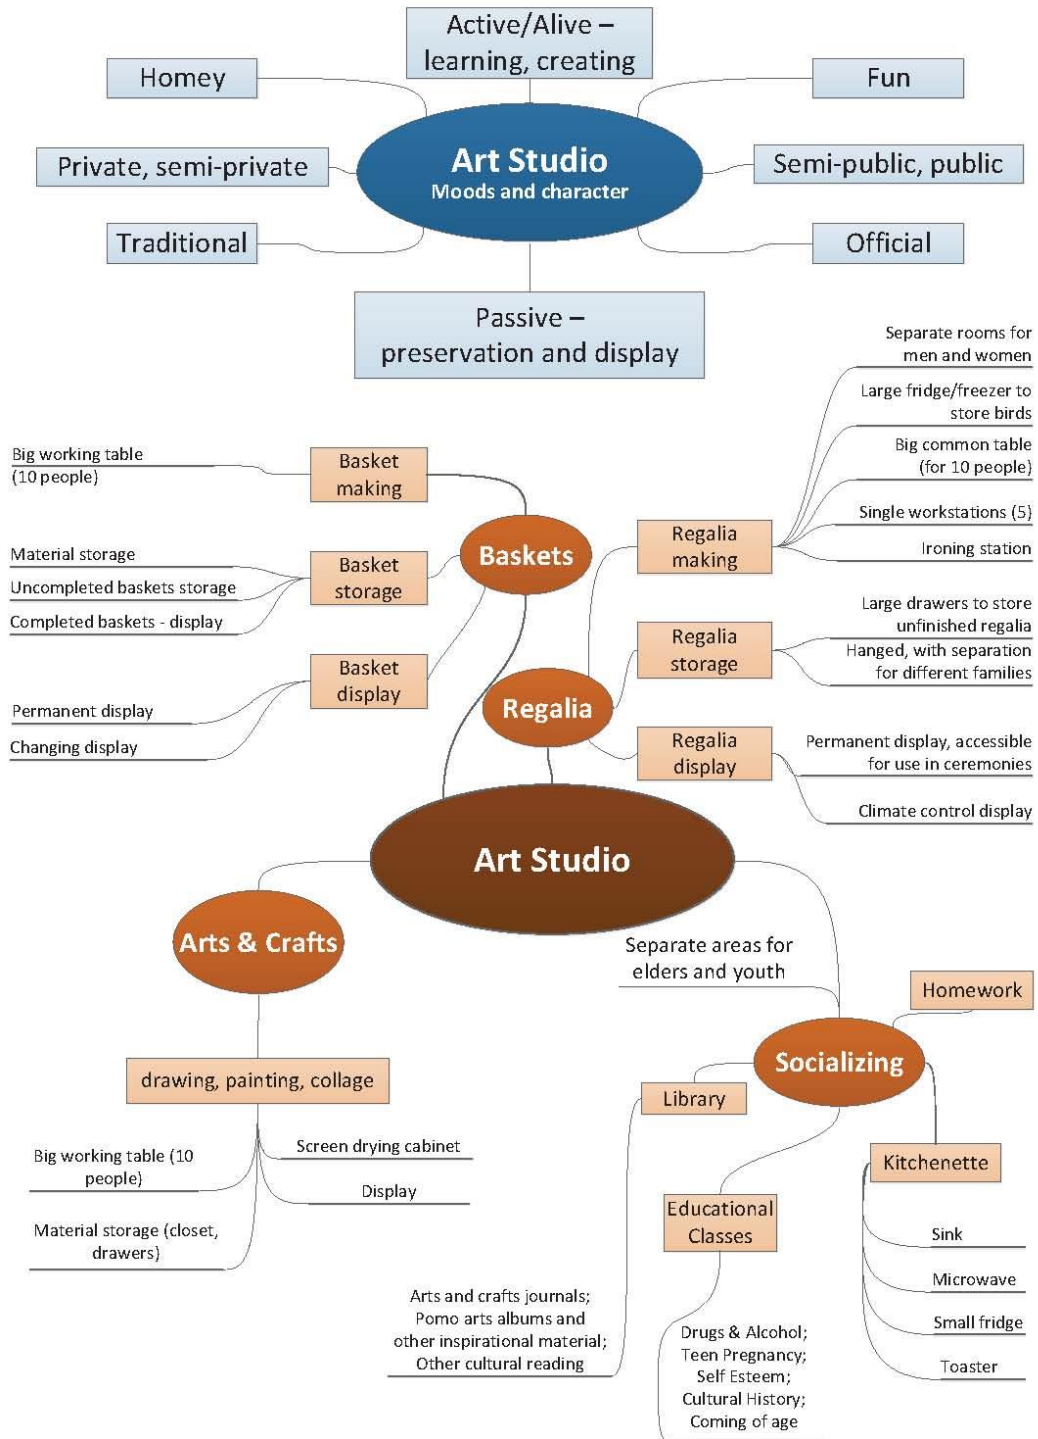 Active/Alive –
learning, creating
Homey
Fun
Art Studio
Moods and character
Private, semi-private
Semi-public, public
Traditional
Official
Passive –
preservation and display
Separate rooms for
men and women
Large fridge/freezer to
store birds
Big common table
(for 10 people)
Single workstations (5)
Ironing station
Regalia
making
Big working table
(10 people)
Basket
making
Baskets
Material storage
Uncompleted baskets storage
Completed baskets - display
Basket
storage
Large drawers to store
unfinished regalia
Hanged, with separation
for different families
Regalia
storage
Basket
display
Permanent display
Changing display
Regalia
Regalia
display
Permanent display, accessible
for use in ceremonies
Climate control display
Art Studio
Arts & Crafts
drawing, painting, collage
Big working table (10
people)
Material storage (closet,
drawers)
Screen drying cabinet
Display
Separate areas for
elders and youth
Homework
Socializing
Library
Kitchenette
Educational
Classes
Sink
Microwave
Small fridge
Toaster
Arts and crafts journals;
Pomo arts albums and
other inspirational material;
Other cultural reading
Drugs & Alcohol;
Teen Pregnancy;
Self Esteem;
Cultural History;
Coming of age